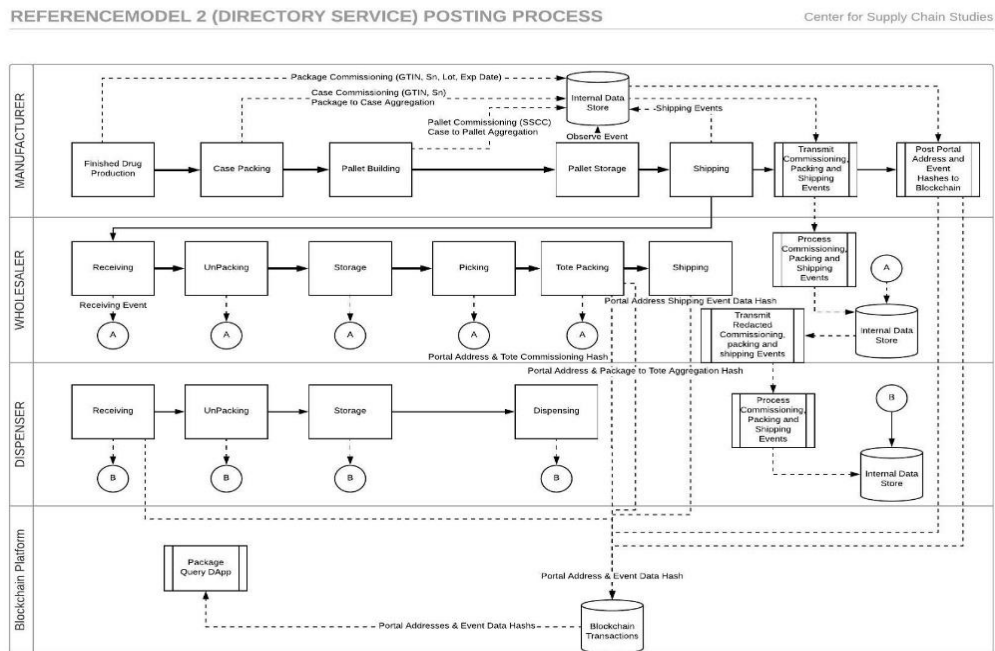 REFERENCEMODEL 2 (DIRECTORY SERVICE) POSTING PROCESS
Center for Supply Chain Studies
MANUFACTURER
Package Commissioning (GTIN, Sn, Lot, Exp Date)
Case Commissioning (GTIN, Sn)
Package to Case Aggregation
Pallet Commissioning (SSCC)
Case to Pallet Aggregation
Internal Data
Store
Shipping Events
Observe Event
Finished Drug
Production
Case Packing
Pallet Building
Pallet Storage
Shipping
Transmit
Commissioning,
Packing and
Shipping
Events
Post Portal
Address and
Event
Hashes to
Blockchain
WHOLESALER
Receiving
UnPacking
Storage
Picking
Tote Packing
Shipping
Process
Commissioning,
Packing and
Shipping
Events
A
Receiving Event
A
A
A
A
A
Portal Address Shipping Event Data Hash
Transmit
Redacted
Commissioning,
packing and
shipping Events
Internal Data
Store
Portal Address & Tote Commissioning Hash
Portal Address & Package to Tote Aggregation Hash
DISPENSER
Receiving
UnPacking
Storage
Dispensing
Process
Commissioning,
Packing and
Shipping
Events
B
B
B
B
B
Internal Data
Store
Blockchain Platform
Package
Query DApp
Portal Address & Event Data Hash
Portal Addresses & Event Data Hashes
Blockchain
Transactions